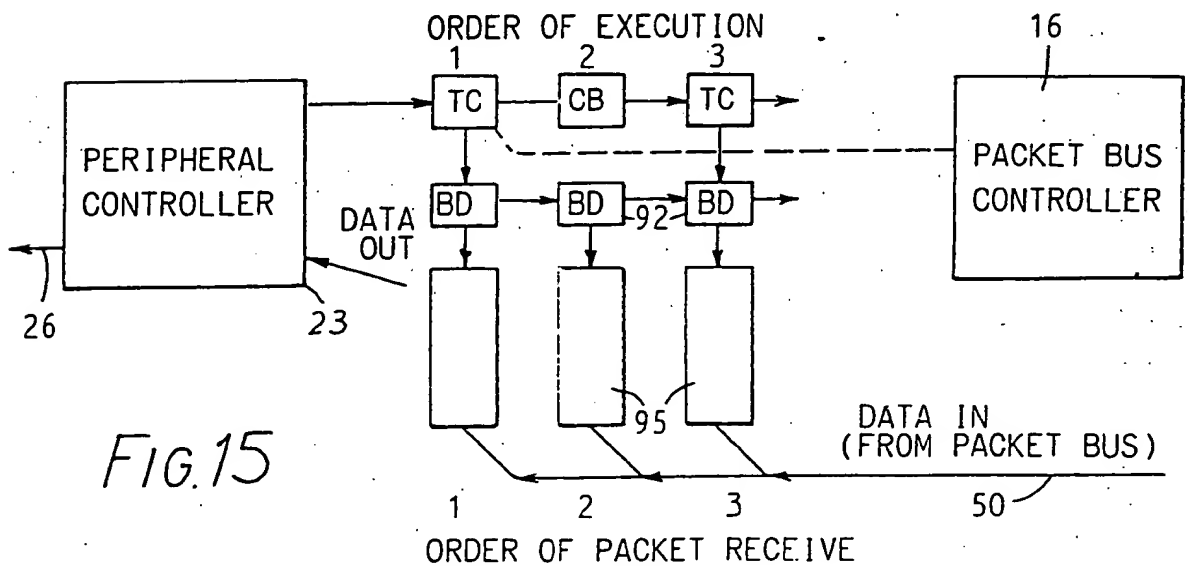 ORDER OF EXECUTION
1 2 3
16
TC CB TC
PERIPHERAL
CONTROLLER
PACKET BUS
CONTROLLER
BD BD 92 BD
DATA
OUT
26
23
95
DATA IN
(FROM PACKET BUS)
FIG. 15
50
1 2 3
ORDER OF PACKET RECEIVE